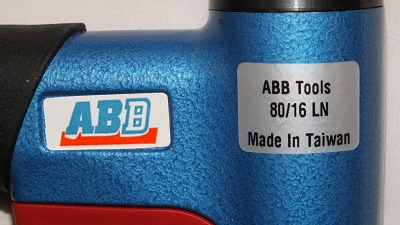 ABB
ABB Tools
80/16 LN
Made In Taiwan